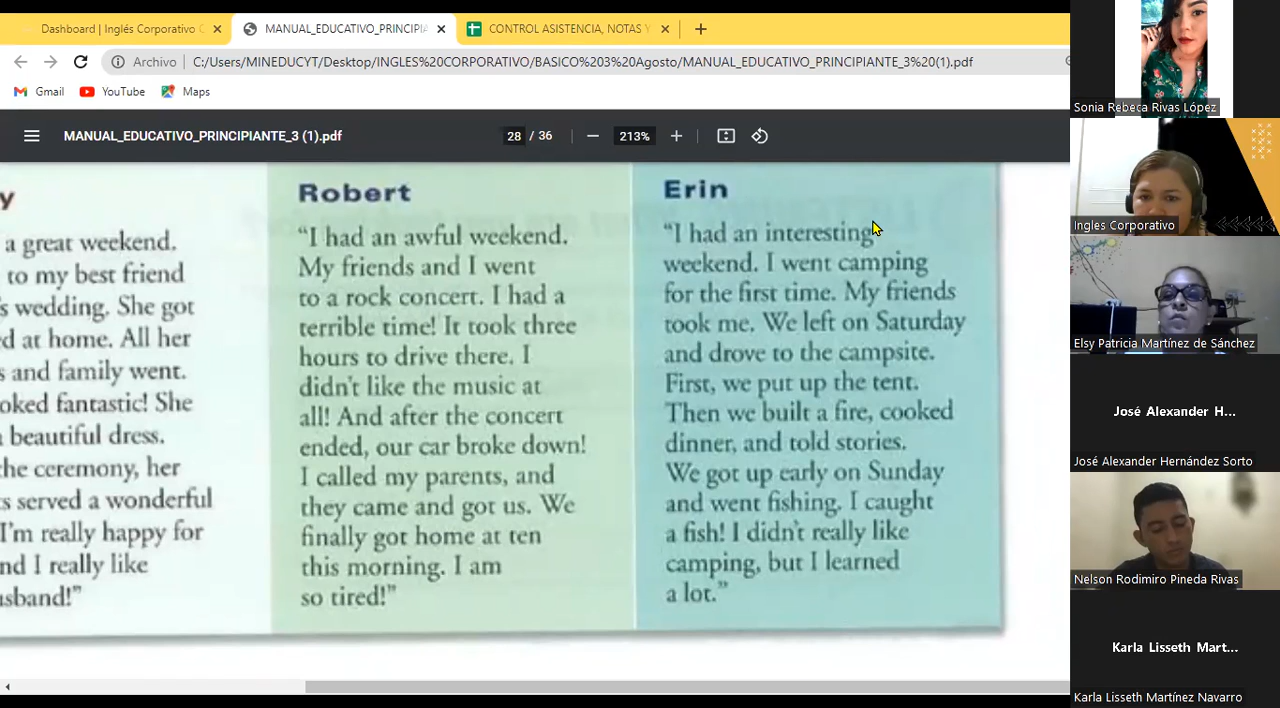 Dashboard | Inglés Corporativo C
MANUAL_EDUCATIVO_PRINCIPIA
CONTROL ASISTENCIA, NOTAS Y
Archivo
C:/Users/MINEDUCYT/Desktop/INGLES%20CORPORATIVO/BASICO%203%20Agosto/MANUAL_EDUCATIVO_PRINCIPIANTE_3%20(1).pdf
Gmail
YouTube
Maps
MANUAL_EDUCATIVO_PRINCIPIANTE_3 (1).pdf
28 / 36
213%
y
a great weekend.
to my best friend
's wedding. She got
d at home. All her
s and family went.
oked fantastic! She
a beautiful dress.
the ceremony, her
ts served a wonderful
I'm really happy for
nd I really like
usband!"
Robert
"I had an awful weekend.
My friends and I went
to a rock concert. I had a
terrible time! It took three
hours to drive there. I
didn't like the music at
all! And after the concert
ended, our car broke down!
I called my parents, and
they came and got us. We
finally got home at ten
this morning. I am
so tired!"
Erin
"I had an interesting
weekend. I went camping
for the first time. My friends
took me. We left on Saturday
and drove to the campsite.
First, we put up the tent.
Then we built a fire, cooked
dinner, and told stories.
We got up early on Sunday
and went fishing. I caught
a fish! I didn't really like
camping, but I learned
a lot."
Sonia Rebeca Rivas López
Ingles Corporativo
Elsy Patricia Martínez de Sánchez
José Alexander H...
José Alexander Hernández Sorto
Nelson Rodimiro Pineda Rivas
Karla Lisseth Mart...
Karla Lisseth Martínez Navarro